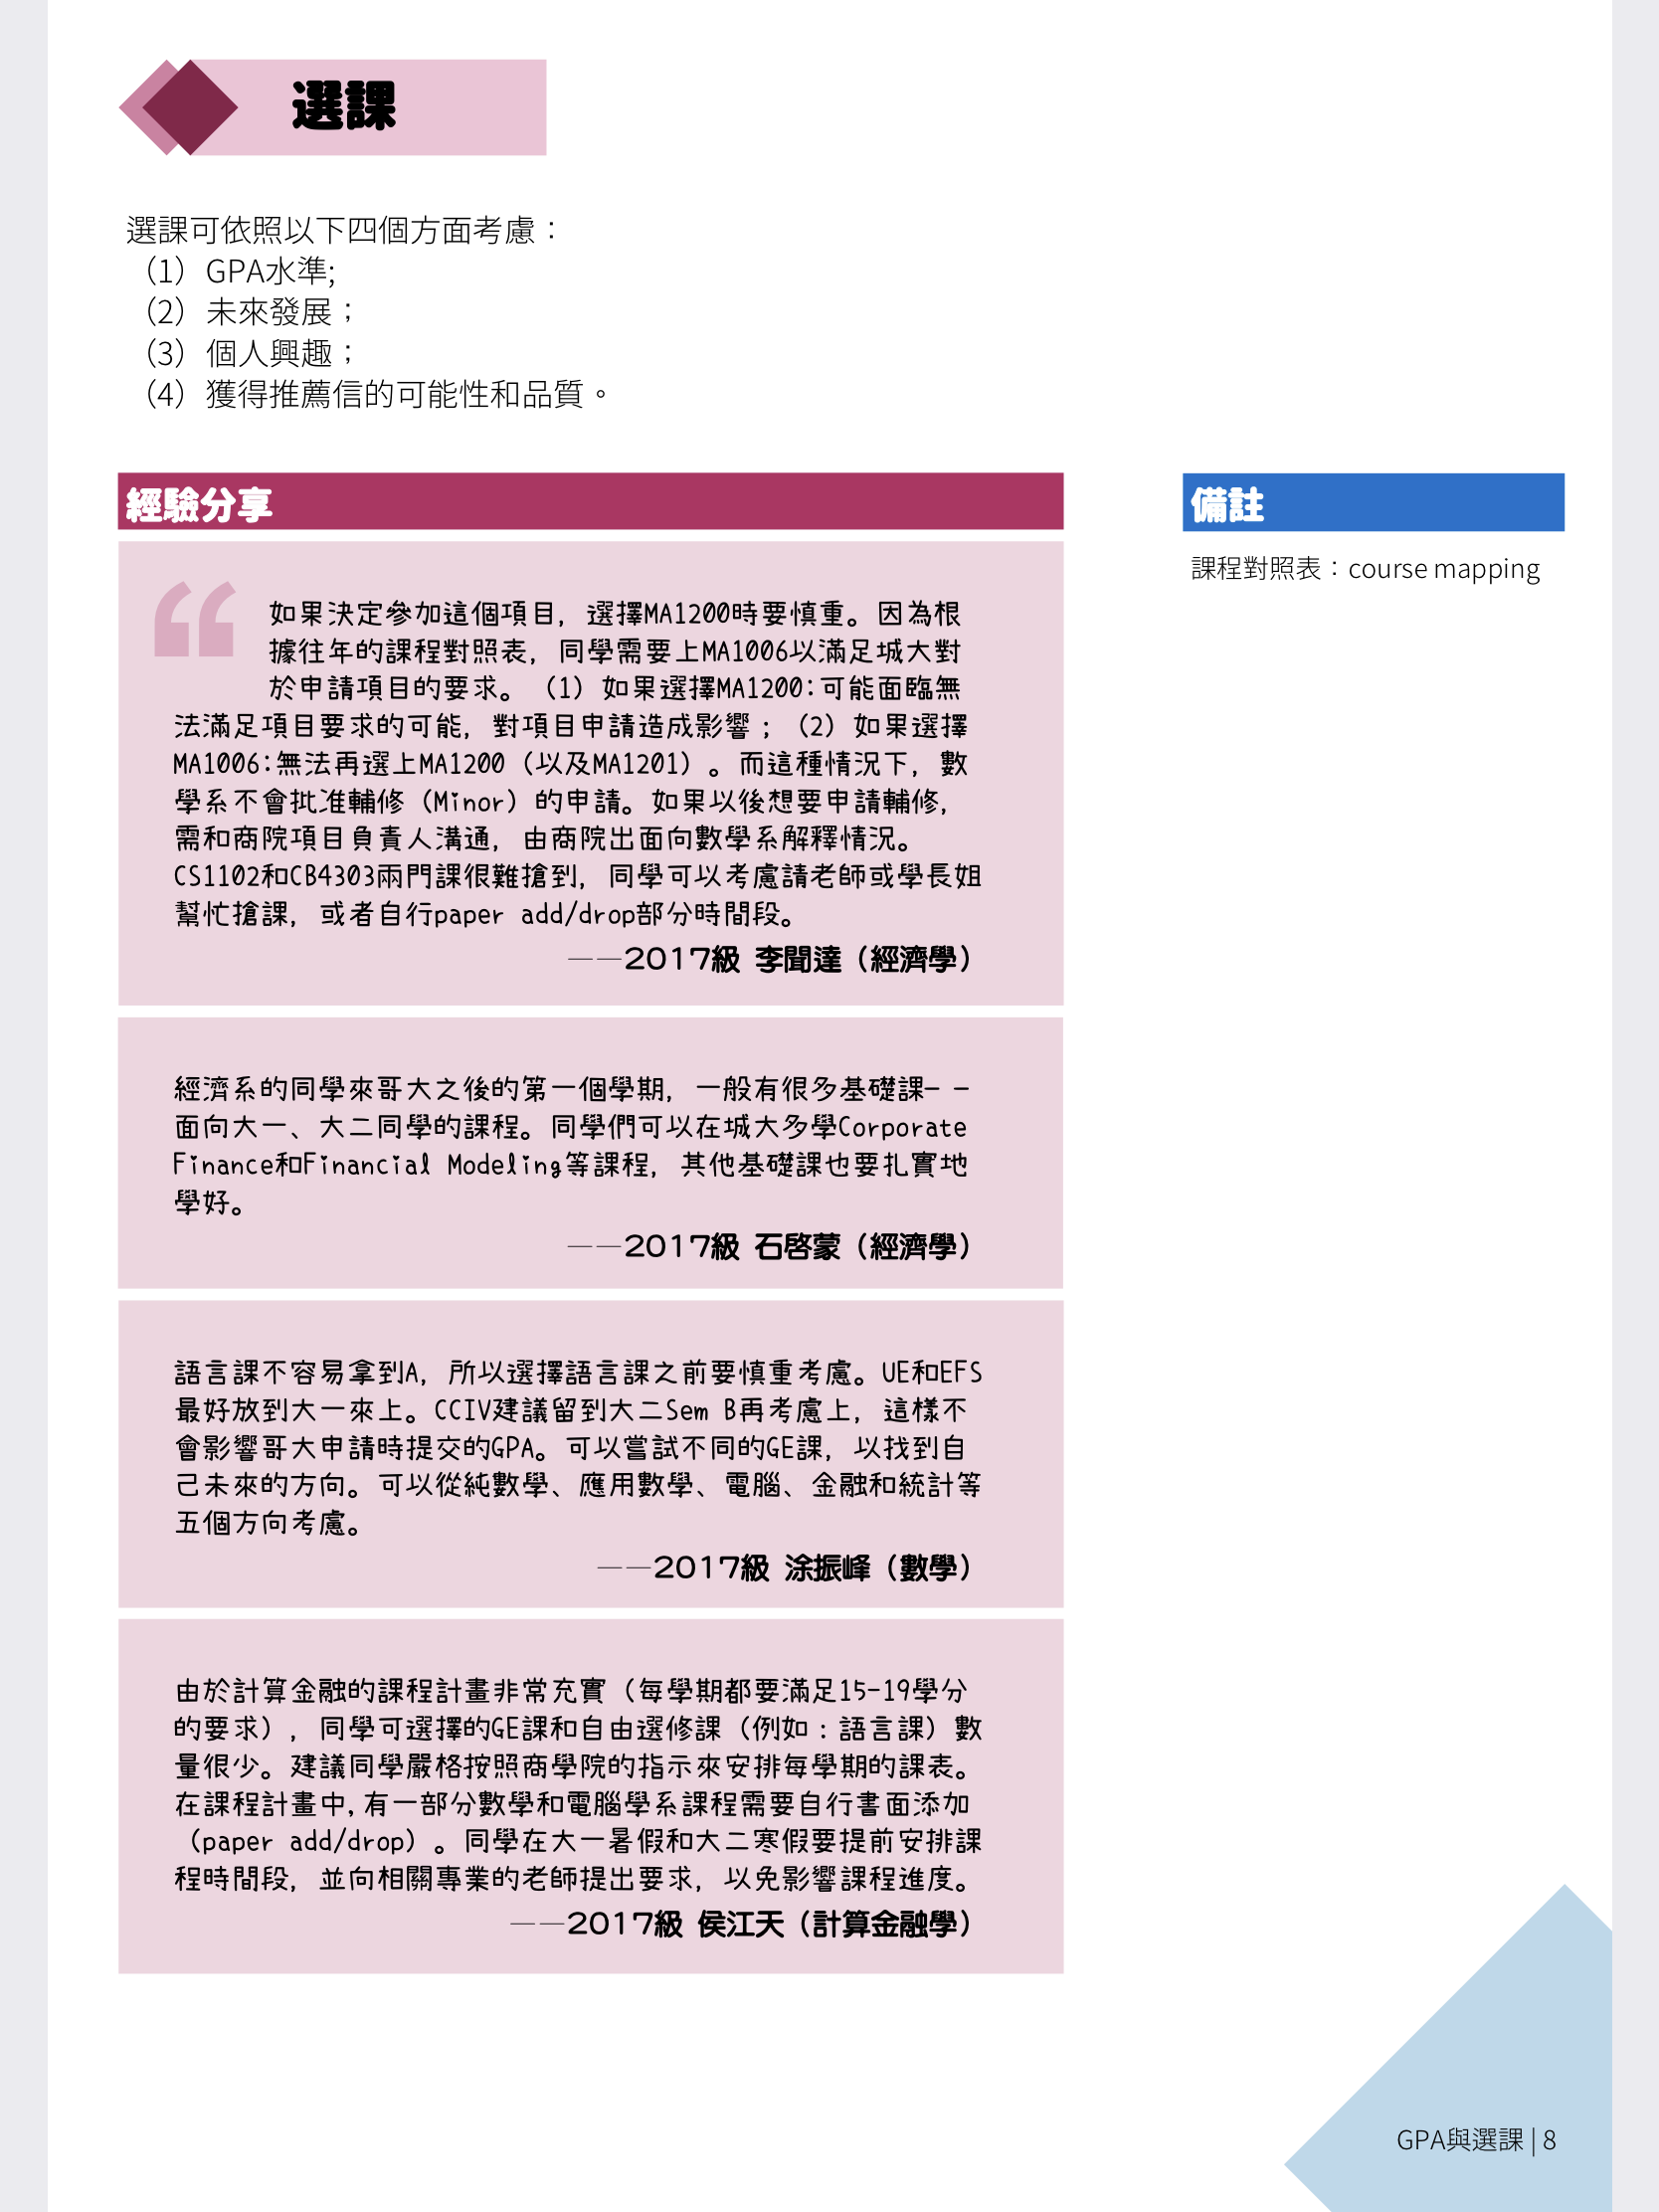 選課
選課可依照以下四個方面考慮：
（1）GPA水準;
（2）未來發展；
（3）個人興趣；
（4）獲得推薦信的可能性和品質。
經驗分享
如果決定參加這個項目，選擇MA1200時要慎重。因為根
據往年的課程對照表，同學需要上MA1006以滿足城大對
於申請項目的要求。（1）如果選擇MA1200:可能面臨無
法滿足項目要求的可能，對項目申請造成影響；（2）如果選擇
MA1006:無法再選上MA1200（以及MA1201）。而這種情況下，數
學系不會批准輔修（Minor）的申請。如果以後想要申請輔修，
需和商院項目負責人溝通，由商院出面向數學系解釋情況。
CS1102和CB4303兩門課很難搶到，同學可以考慮請老師或學長姐
幫忙搶課，或者自行paper add/drop部分時間段。
——2017級 李聞達（經濟學）
經濟系的同學來哥大之後的第一個學期，一般有很多基礎課- -
面向大一、大二同學的課程。同學們可以在城大多學Corporate
Finance和Financial Modeling等課程，其他基礎課也要扎實地
學好。
——2017級 石啓蒙（經濟學）
語言課不容易拿到A，所以選擇語言課之前要慎重考慮。UE和EFS
最好放到大一來上。CCIV建議留到大二Sem B再考慮上，這樣不
會影響哥大申請時提交的GPA。可以嘗試不同的GE課，以找到自
己未來的方向。可以從純數學、應用數學、電腦、金融和統計等
五個方向考慮。
——2017級 涂振峰（數學）
由於計算金融的課程計畫非常充實（每學期都要滿足15-19學分
的要求），同學可選擇的GE課和自由選修課（例如：語言課）數
量很少。建議同學嚴格按照商學院的指示來安排每學期的課表。
在課程計畫中,有一部分數學和電腦學系課程需要自行書面添加
（paper add/drop）。同學在大一暑假和大二寒假要提前安排課
程時間段，並向相關專業的老師提出要求，以免影響課程進度。
——2017級 侯江天（計算金融學）
備註
課程對照表：course mapping
GPA與選課 | 8